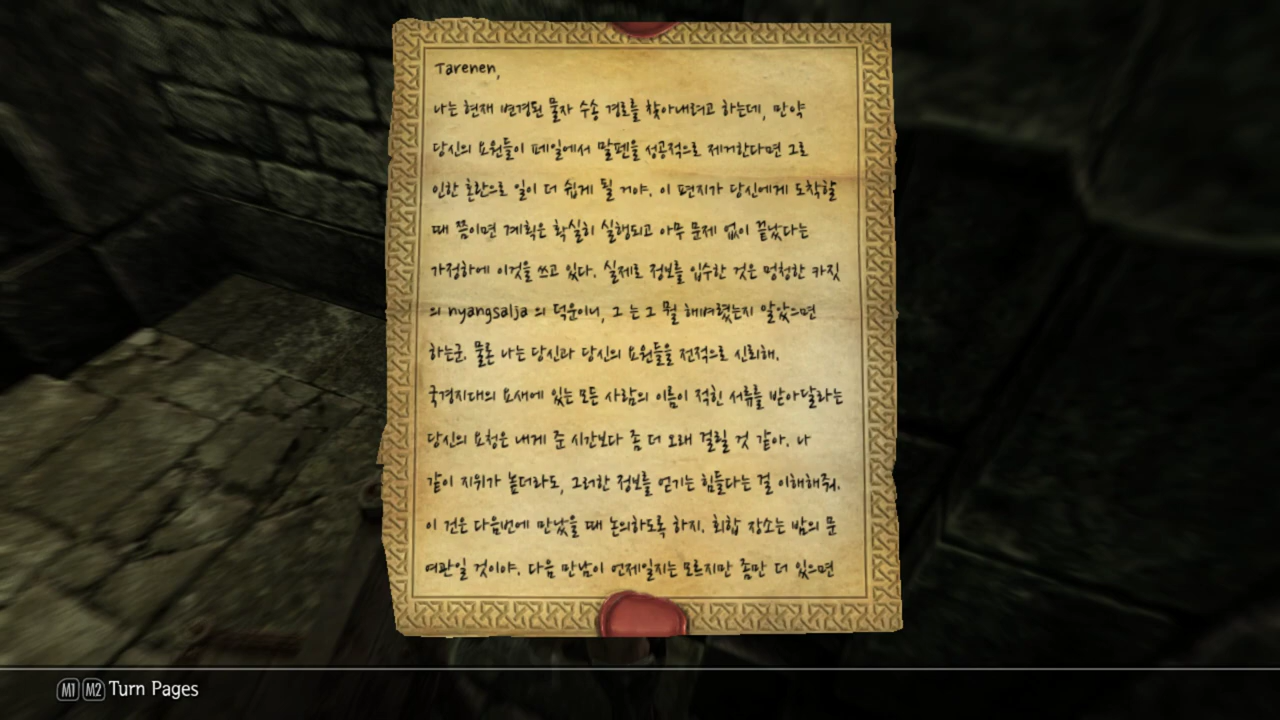 Tarenen,
나는 현재 변경된 물자 수송 경로를 찾아내려고 하는데, 만약
당신의 요원들이 페일에서 말펜을 성공적으로 제거한다면 그로
인한 혼란으로 일이 더 쉽게 될 거야. 이 편지가 당신에게 도착할
때 쯤이면 계획은 확실히 실행되고 아무 문제 없이 끝났다는
가정하에 이것을 쓰고 있다. 실제로 정보를 입수한 것은 멍청한 카짓
의 nyangsalja 의 덕분이니, 그 는 그 뭘 해버렸는지 알았으면
하는군. 물론 나는 당신과 당신의 요원들을 전적으로 신뢰해.
국경지대의 요새에 있는 모든 사람의 이름이 적힌 서류를 받아달라는
당신의 요청은 내게 준 시간보다 좀 더 오래 걸릴 것 같아. 나
같이 지위가 높더라도, 그러한 정보를 얻기는 힘들다는 걸 이해해줘.
이 건은 다음번에 만났을 때 논의하도록 하지. 회합 장소는 밤의 문
여관일 것이야. 다음 만남이 언제일지는 모르지만 좀만 더 있으면
M1 M2 Turn Pages